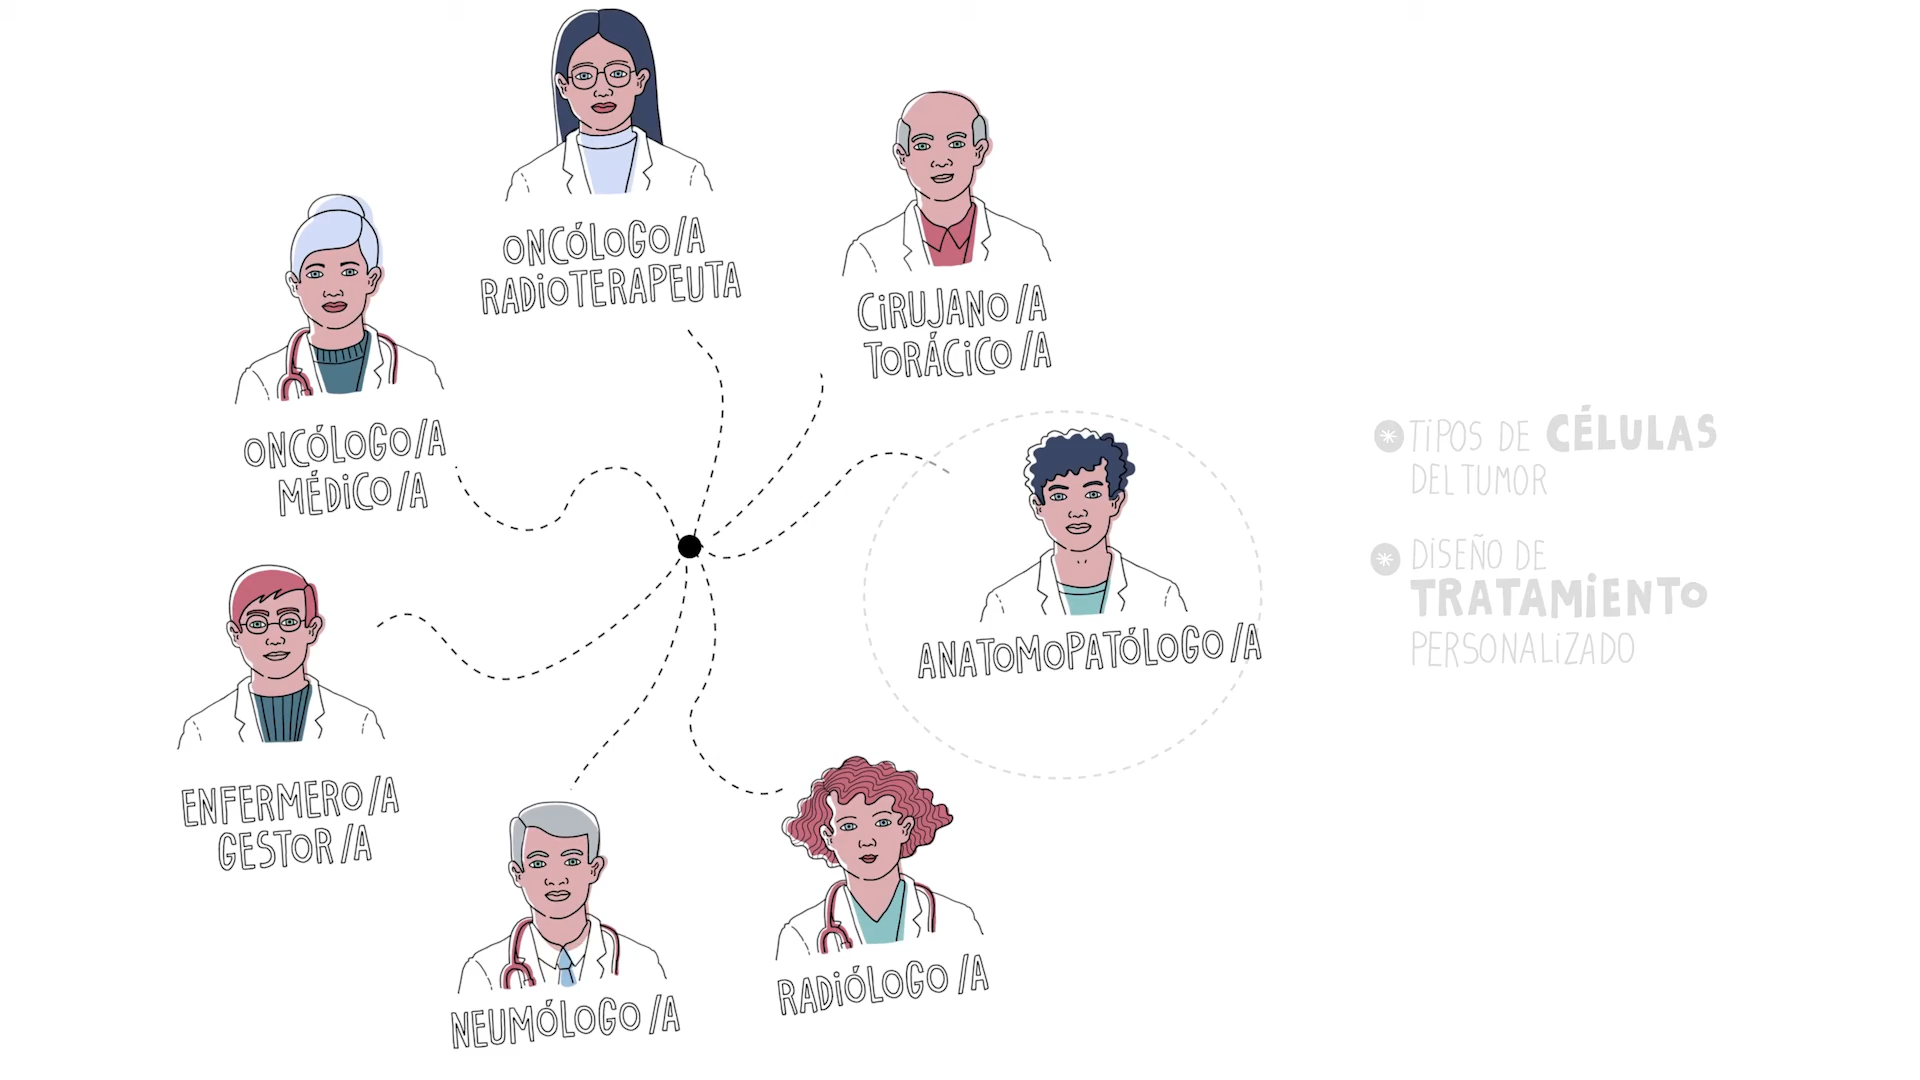 ONCÓLOGO/A
RADiOTERAPEUTA
CiRUJANO/A
TORÁCiCO/A
ONCÓLOGO/A
MÉDiCO/A
TiPOS DE CÉLULAS
DEL TUMOR
DiSEÑO DE
TRATAMiENTO
PERSONALiZADO
ANATOMOPATÓLOGO/A
ENFERMERO/A
GESTOR/A
RADiÓLOGO/A
NEUMÓLOGO/A